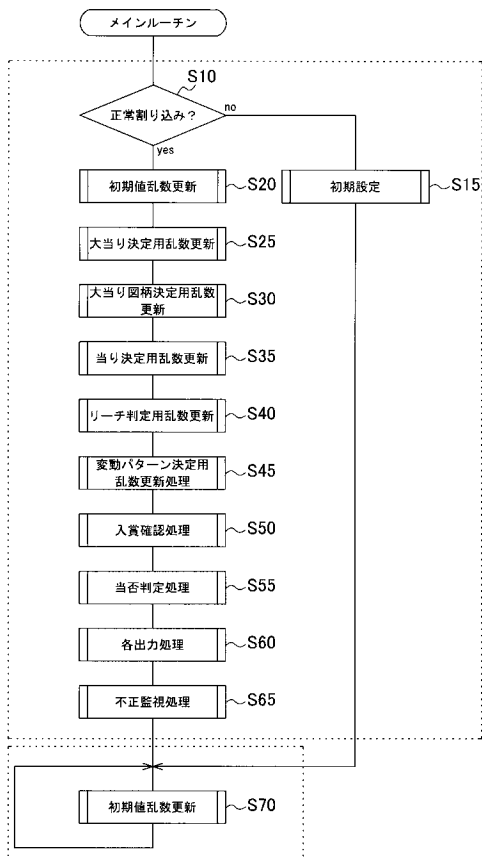 メインルーチン
S10
正常割り込み?
no
yes
初期値乱数更新
S20
初期設定
S15
大当り決定用乱数更新
S25
大当り図柄決定用乱数
更新
S30
当り決定用乱数更新
S35
リーチ判定用乱数更新
S40
変動パターン決定用
乱数更新処理
S45
入賞確認処理
S50
当否判定処理
S55
各出力処理
S60
不正監視処理
S65
初期値乱数更新
S70